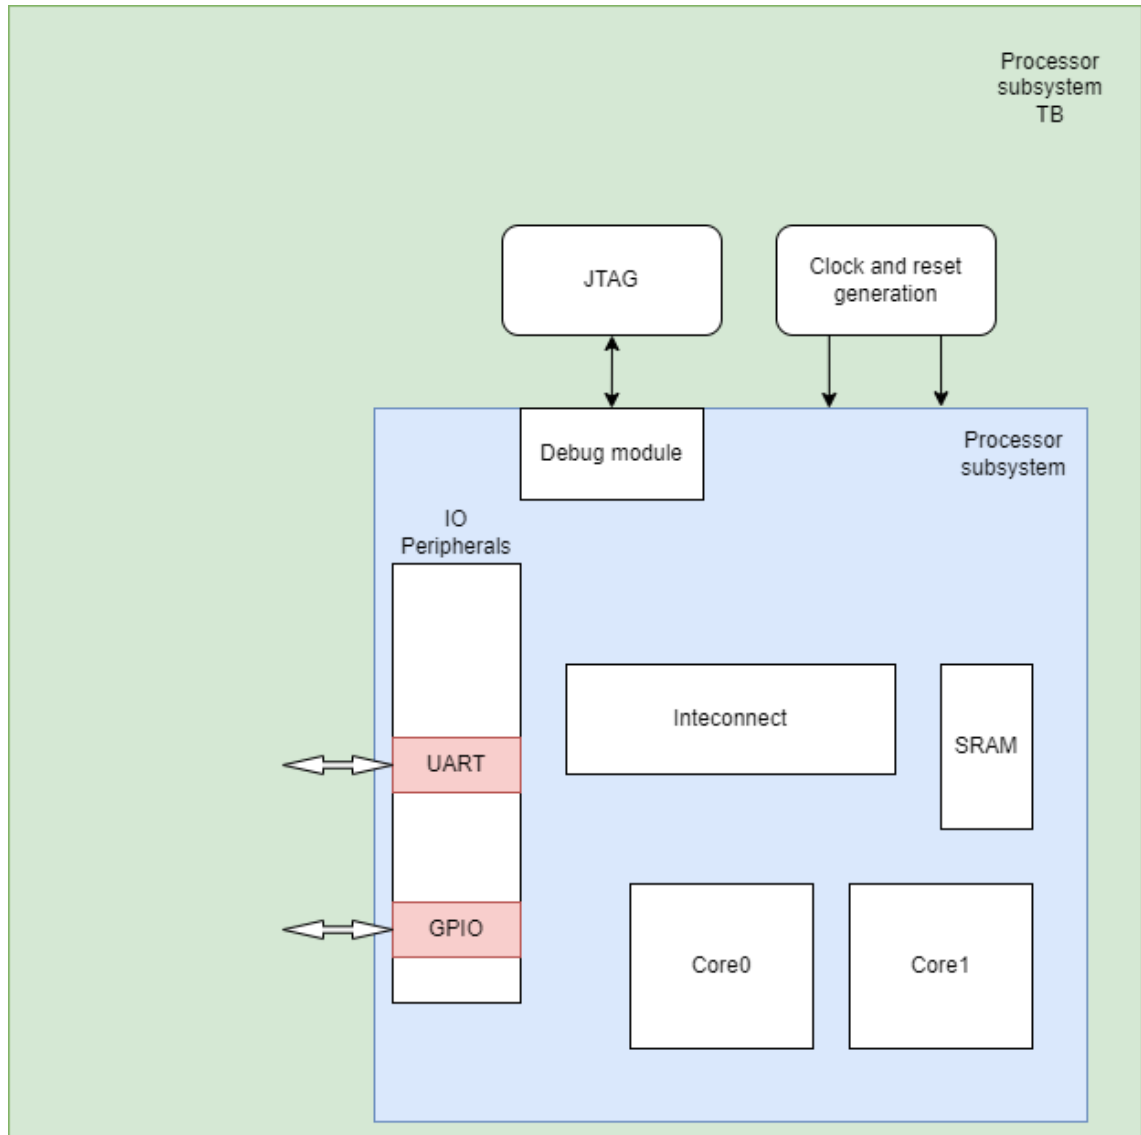 Processor
subsystem
TB
JTAG
Clock and reset
generation
Debug module
Processor
subsystem
IO
Peripherals
Inteconnect
SRAM
UART
GPIO
Core0
Core1